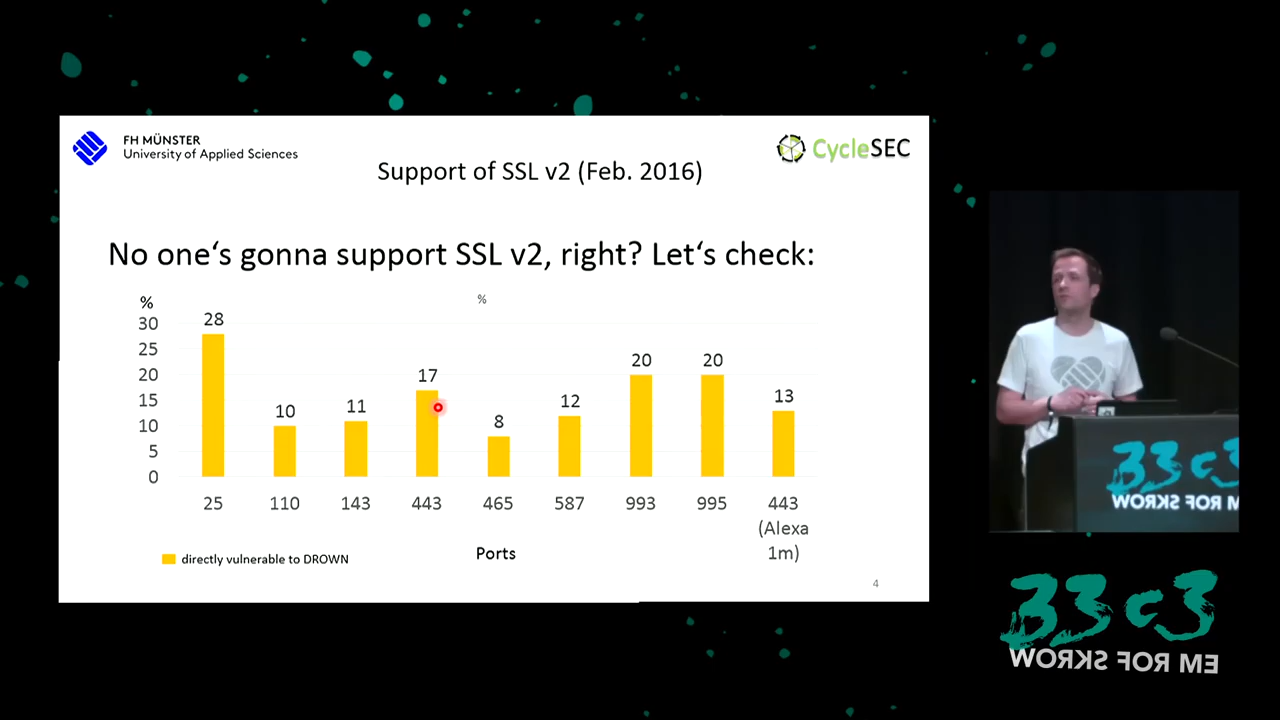 FH MÜNSTER
University of Applied Sciences
CycleSEC
Support of SSL v2 (Feb. 2016)
No one‘s gonna support SSL v2, right? Let‘s check:
%
%
30
25
20
15
10
5
0
28
10
11
17
8
12
20
20
13
25
110
143
443
465
587
993
995
443
(Alexa
1m)
directly vulnerable to DROWN
Ports
4
33c3
WORKS FOR M
33c3
WORKS FOR ME